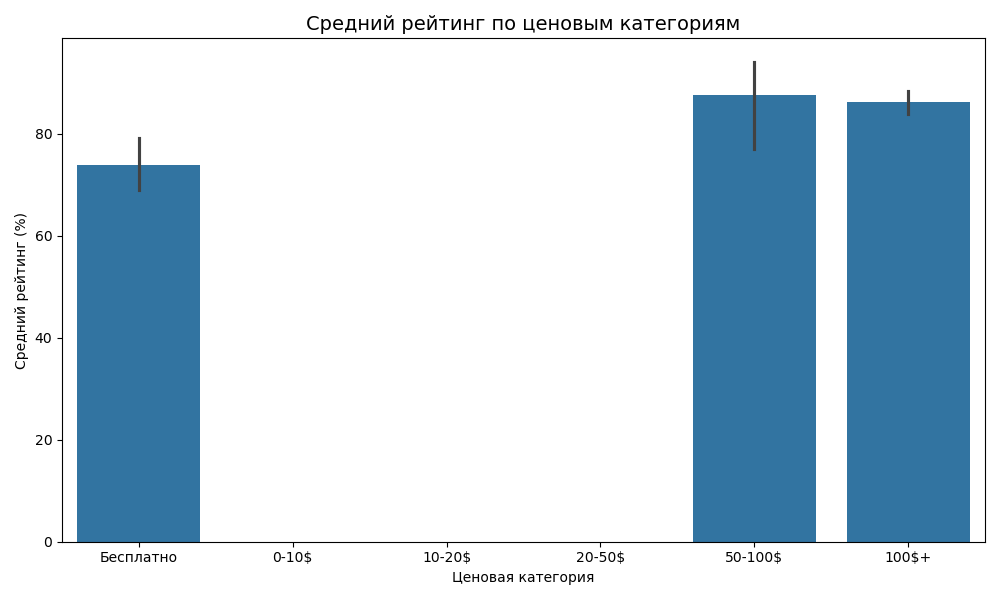 Средний рейтинг по ценовым категориям
Средний рейтинг (%)
80
60
40
20
0
Бесплатно 0-10$ 10-20$ 20-50$ 50-100$ 100$+
Ценовая категория